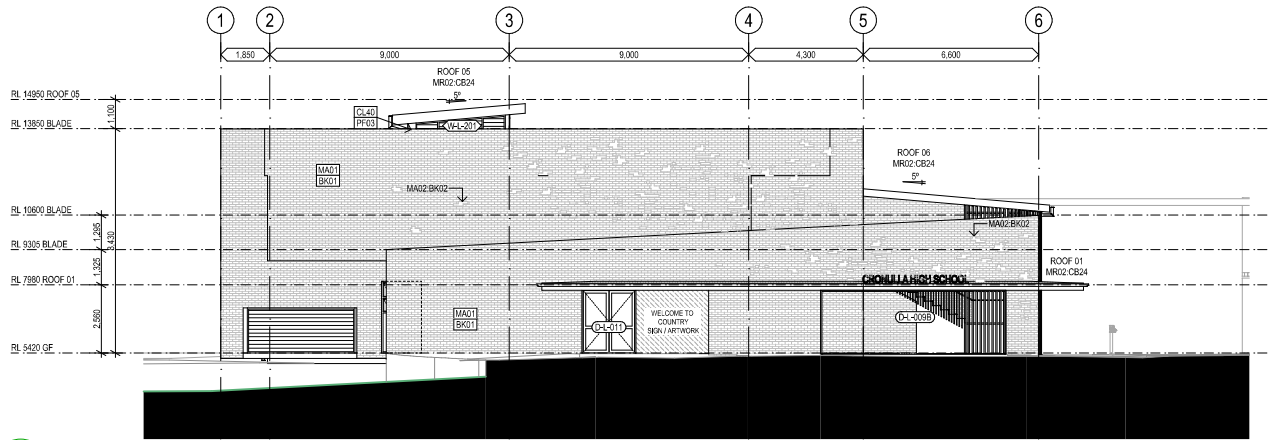 1
2
3
4
5
6
1,850
9,000
9,000
4,300
6,600
ROOF 05
MR02:CB24
5°
RL 14950 ROOF 05
1,100
CL40
PF03
W-L-201
RL 13850 BLADE
ROOF 06
MR02:CB24
5°
MA01
BK01
MA02:BK02
RL 10600 BLADE
MA02:BK02
1,295
3,430
RL 9305 BLADE
1,325
ROOF 01
MR02:CB24
RL 7980 ROOF 01
CRONULLA HIGH SCHOOL
2,560
MA01
BK01
D-L-011
WELCOME TO
COUNTRY
SIGN / ARTWORK
D-L-009B
RL 5420 GF